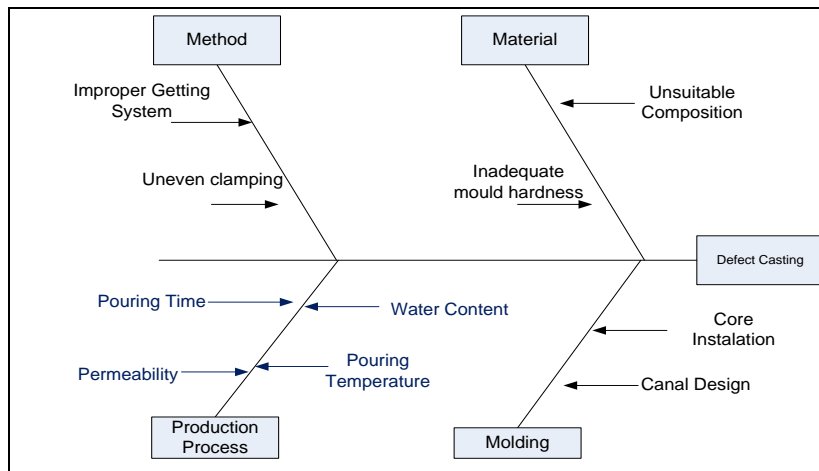 Method
Material
Improper Getting
System
Unsuitable
Composition
Uneven clamping
Inadequate
mould hardness
Defect Casting
Pouring Time
Water Content
Core
Instalation
Permeability
Pouring
Temperature
Canal Design
Production
Process
Molding